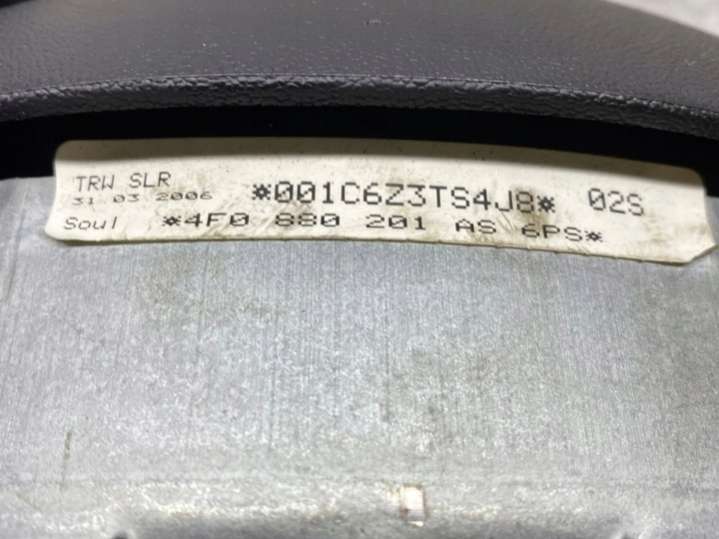 TRW SLR
31 03 2006 *001C6Z3TS4J8* 02S
Soul *4F0 880 201 AS 6PS*